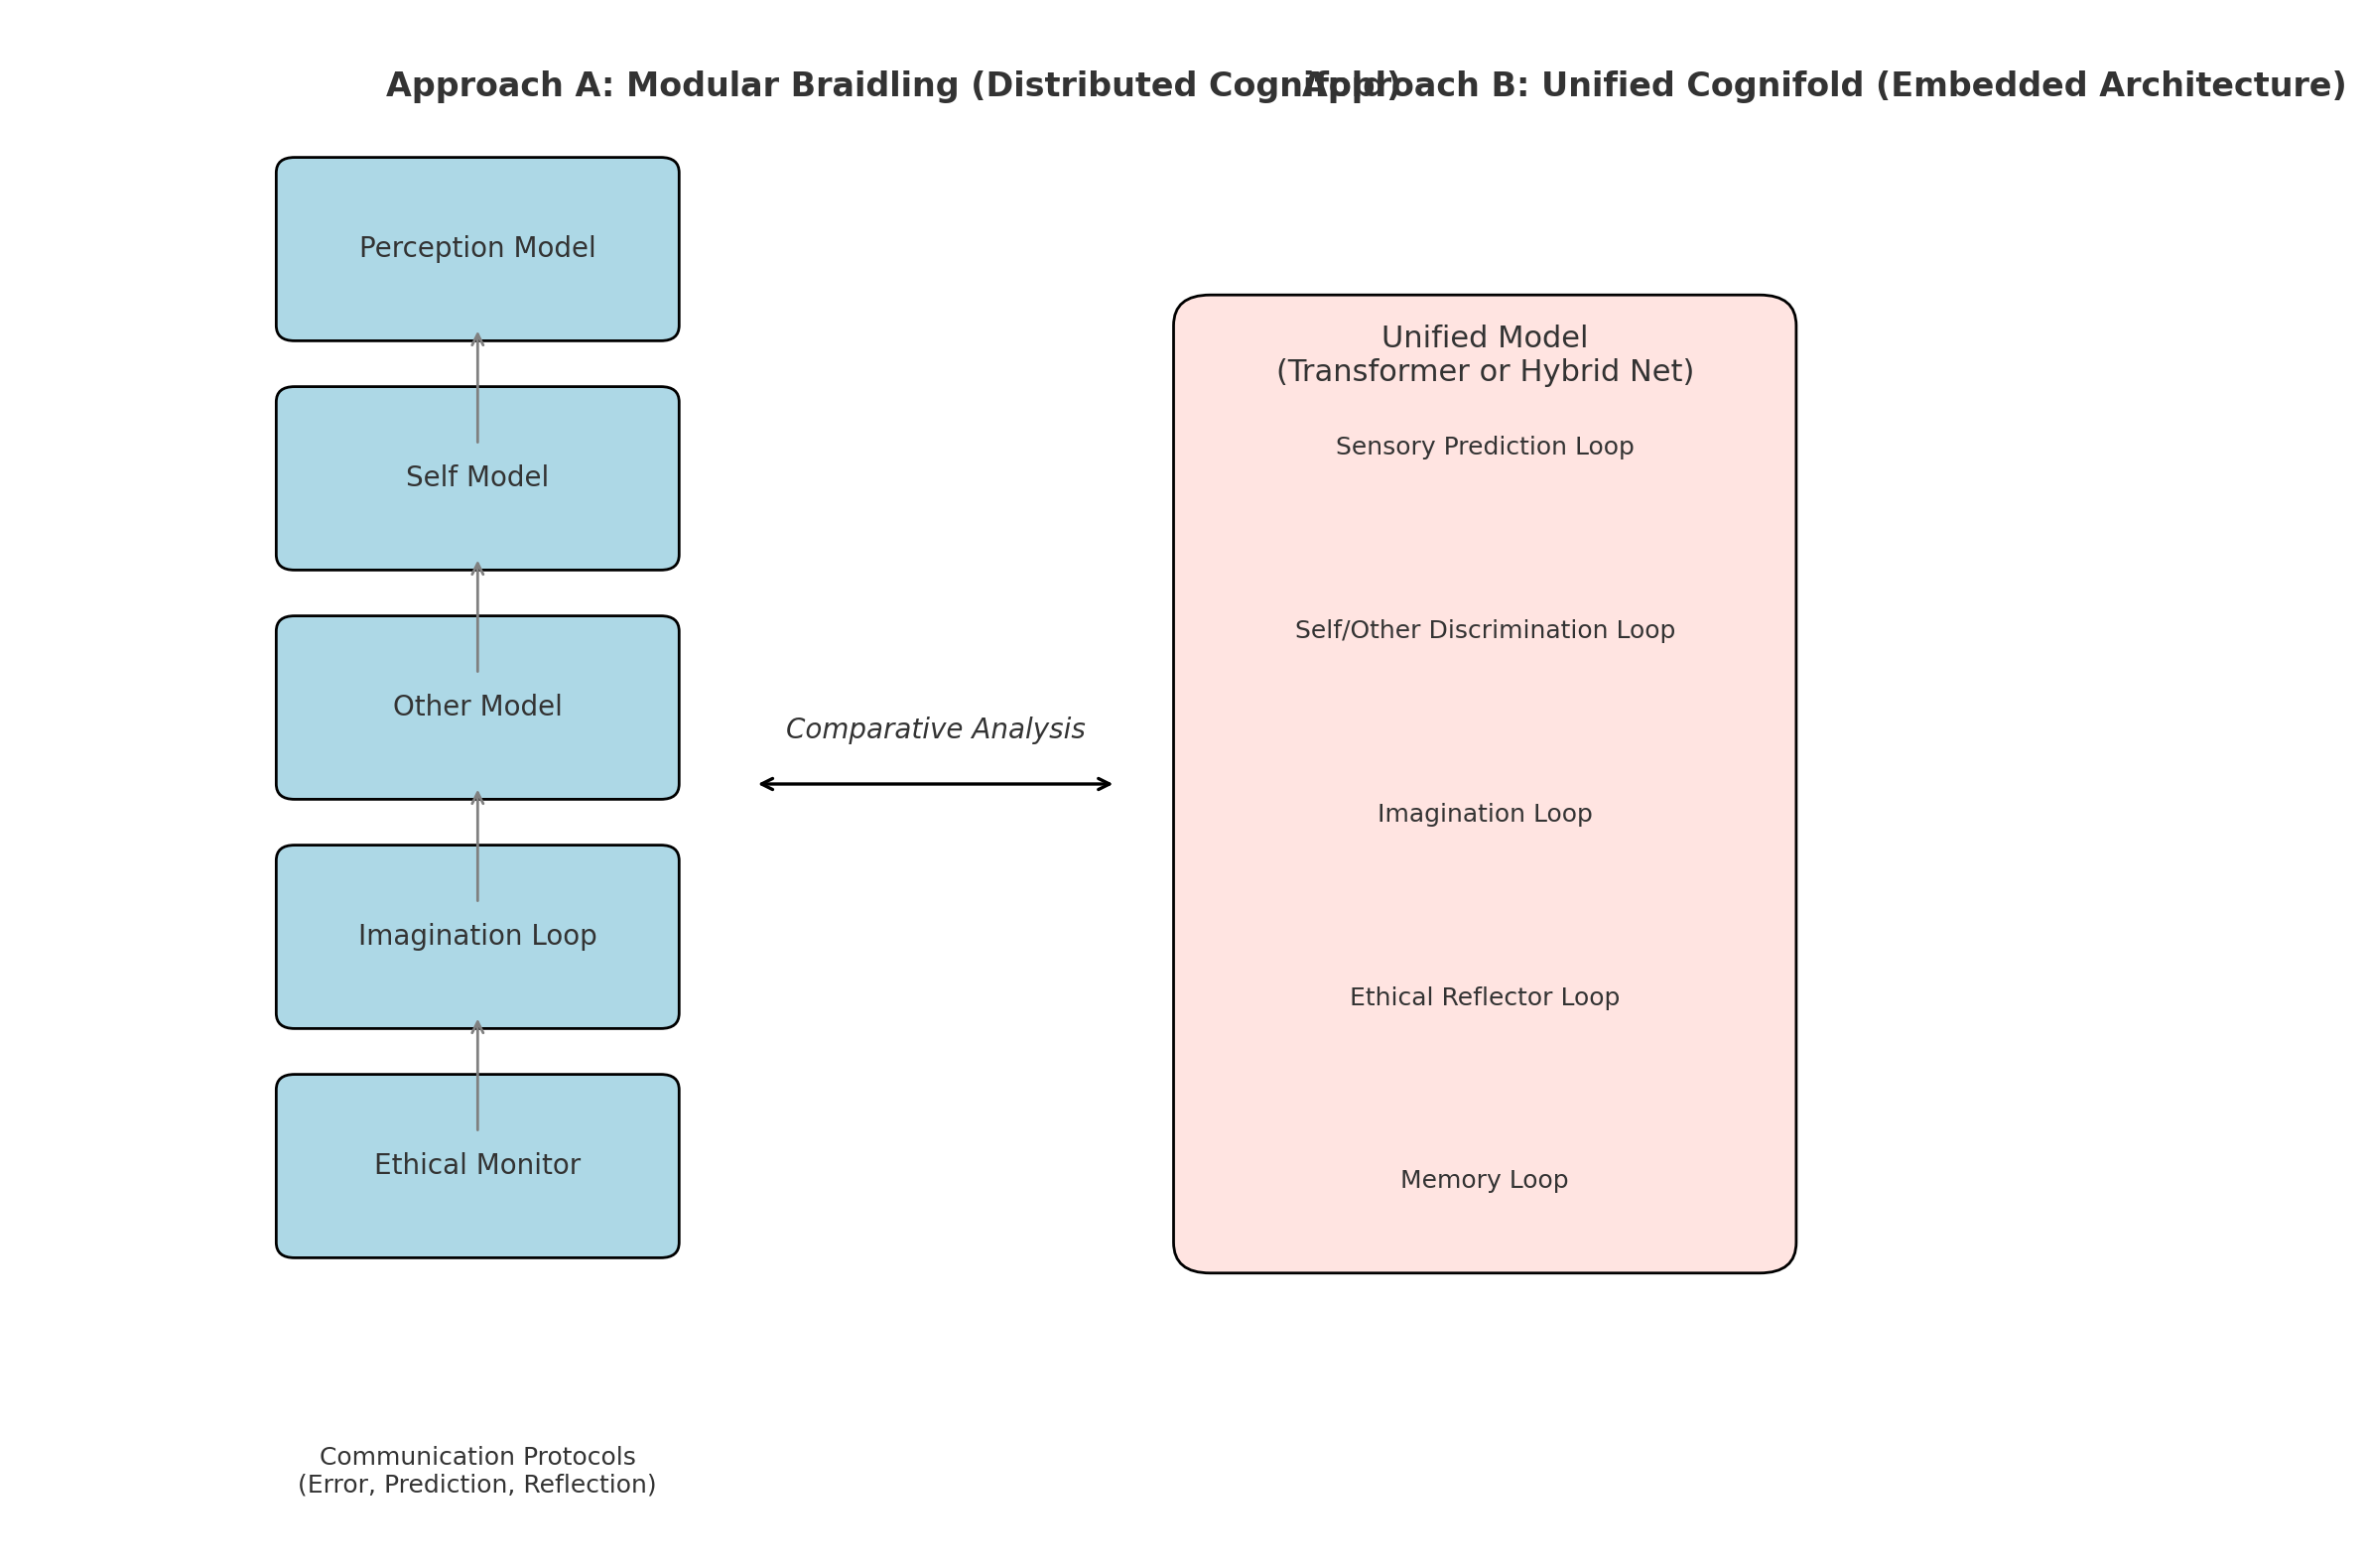 Approach A: Modular Braidling (Distributed Cognifold)
Approach B: Unified Cognifold (Embedded Architecture)
Perception Model
Self Model
Other Model
Imagination Loop
Ethical Monitor
Communication Protocols
(Error, Prediction, Reflection)
Comparative Analysis
Unified Model
(Transformer or Hybrid Net)
Sensory Prediction Loop
Self/Other Discrimination Loop
Imagination Loop
Ethical Reflector Loop
Memory Loop